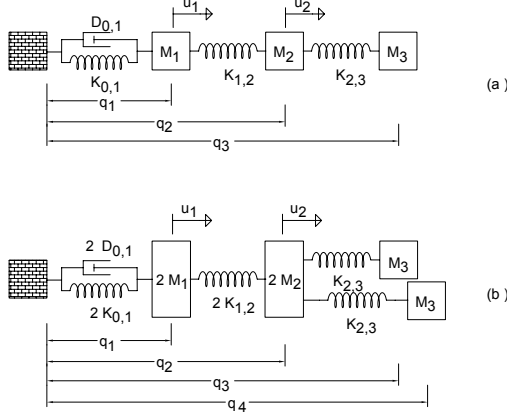 D0,1 u1 u2
M1 M2 M3
K0,1 K1,2 K2,3
(a)
q1
q2
q3
u1 u2
2 D0,1
2 M1 2 M2 M3
K2,3
M3
2 K0,1 2 K1,2 (b)
K2,3
q1
q2
q3
q4